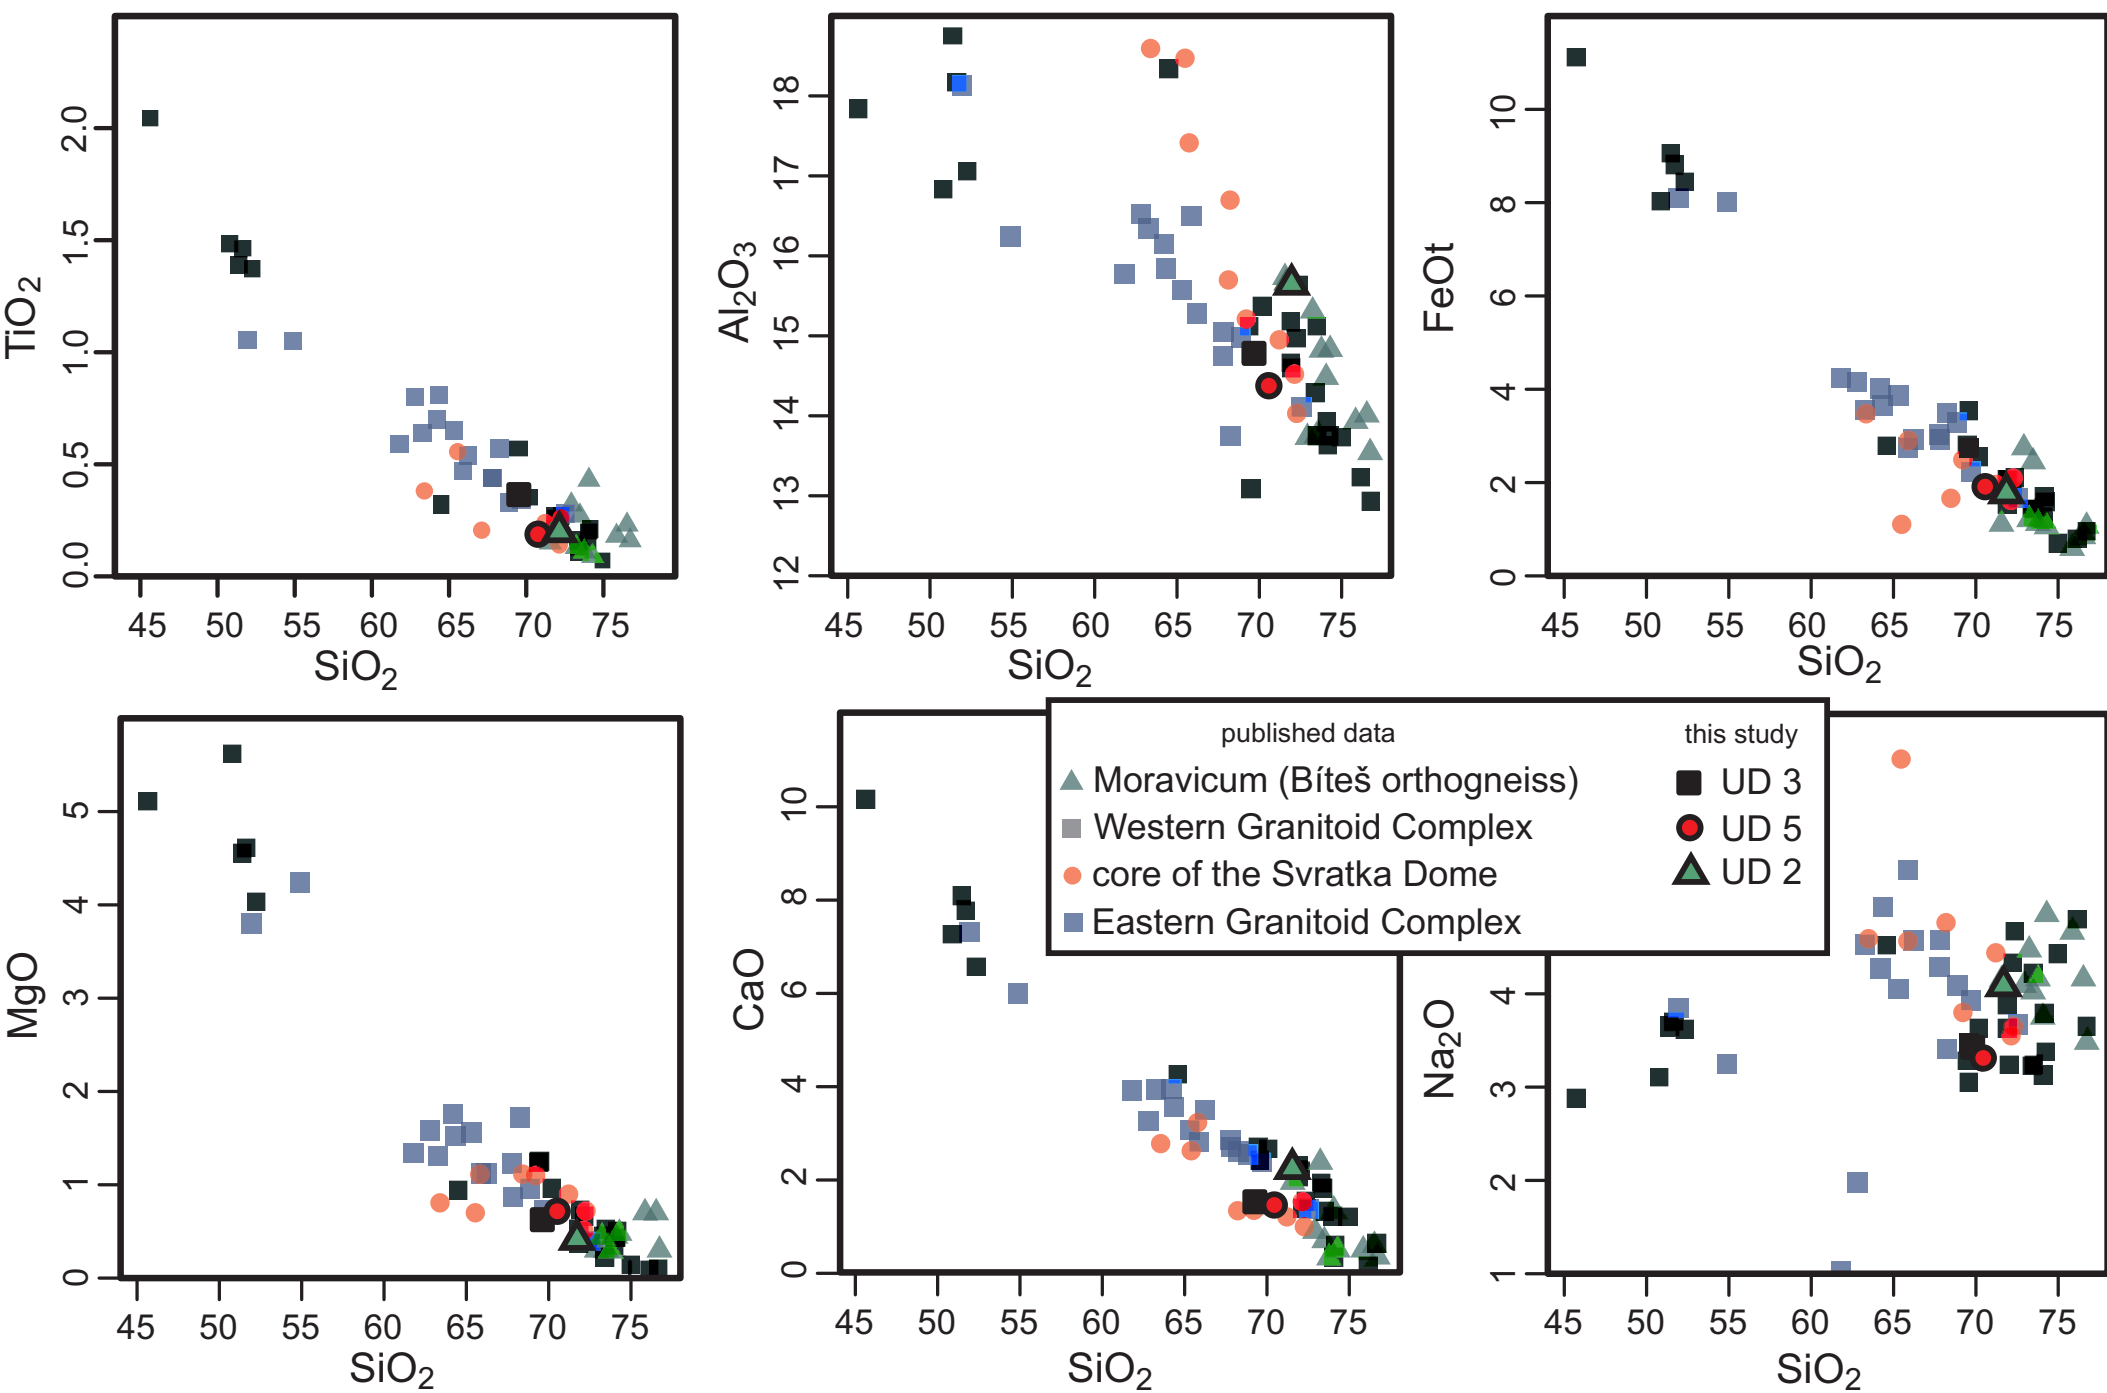 TiO2
2.0
1.5
1.0
0.5
0.0
45 50 55 60 65 70 75
SiO2
Al2O3
18
17
16
15
14
13
12
45 50 55 60 65 70 75
SiO2
FeOt
10
8
6
4
2
0
45 50 55 60 65 70 75
SiO2
published data
this study
Moravicum (Bíteš orthogneiss)
UD 3
Western Granitoid Complex
UD 5
core of the Svratka Dome
UD 2
Eastern Granitoid Complex
MgO
5
4
3
2
1
0
45 50 55 60 65 70 75
SiO2
CaO
10
8
6
4
2
0
45 50 55 60 65 70 75
SiO2
Na2O
4
3
2
1
45 50 55 60 65 70 75
SiO2